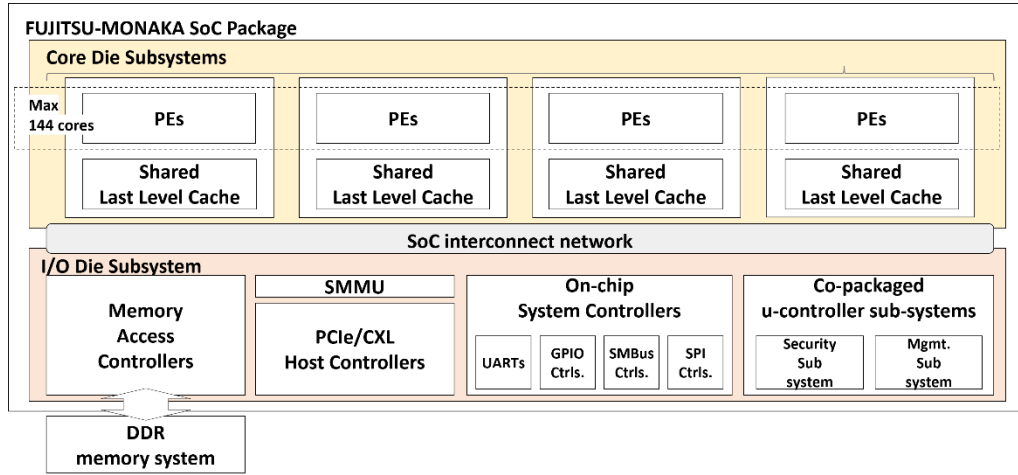 FUJITSU-MONAKA SoC Package
Core Die Subsystems
Max
144 cores
PEs
PEs
PEs
PEs
Shared
Last Level Cache
Shared
Last Level Cache
Shared
Last Level Cache
Shared
Last Level Cache
SoC interconnect network
I/O Die Subsystem
Memory
Access
Controllers
SMMU
PCIe/CXL
Host Controllers
On-chip
System Controllers
UARTs
GPIO
Ctrls.
SMBus
Ctrls.
SPI
Ctrls.
Co-packaged
u-controller sub-systems
Security
Sub
system
Mgmt.
Sub
system
DDR
memory system